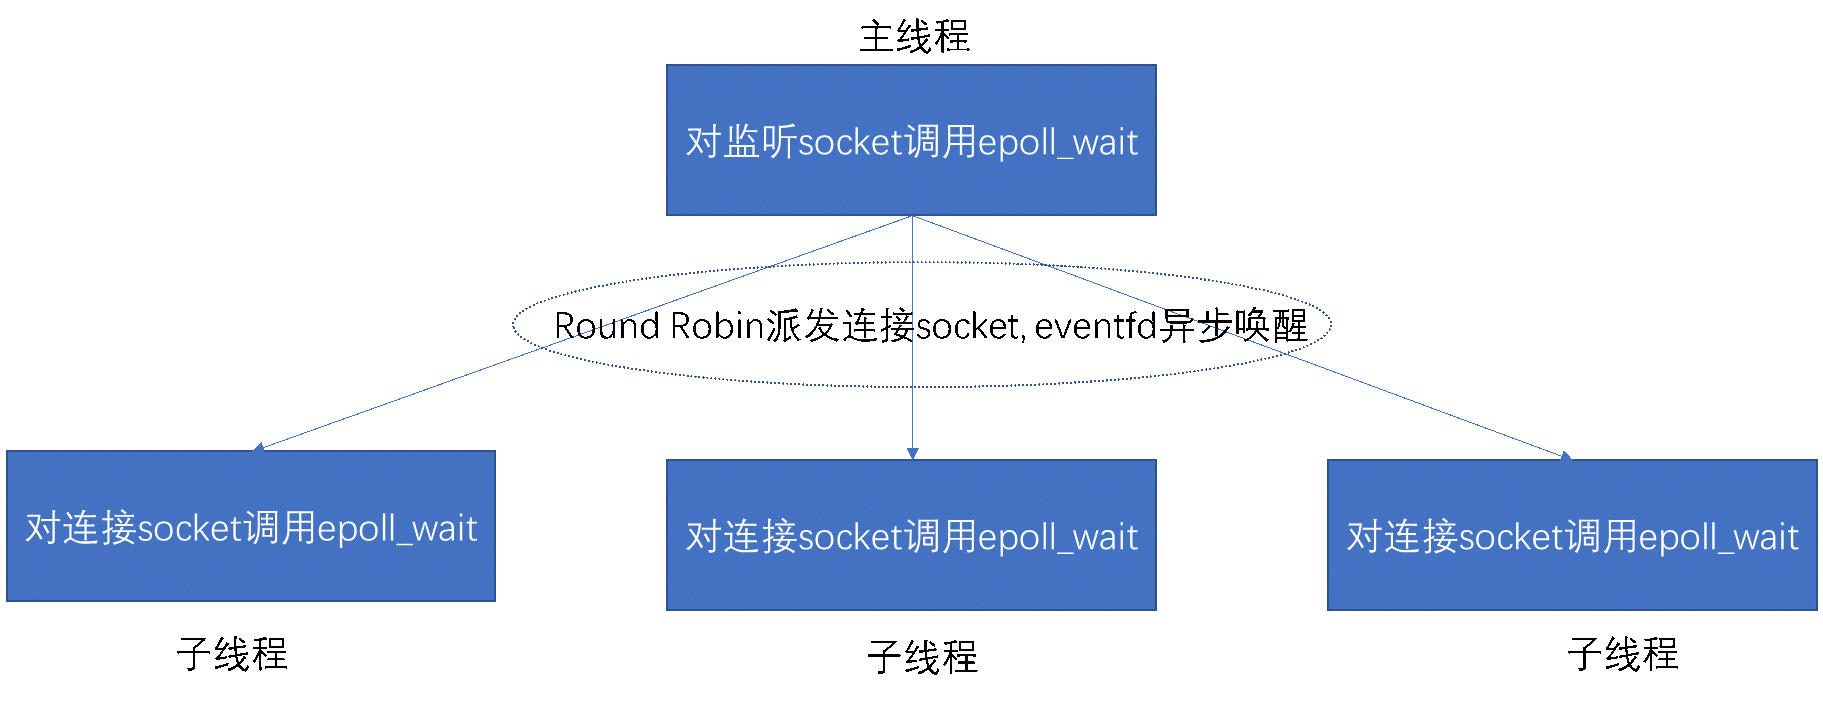 主线程
对监听socket调用epoll_wait
Round Robin派发连接socket, eventfd异步唤醒
对连接socket调用epoll_wait
对连接socket调用epoll_wait
对连接socket调用epoll_wait
子线程
子线程
子线程